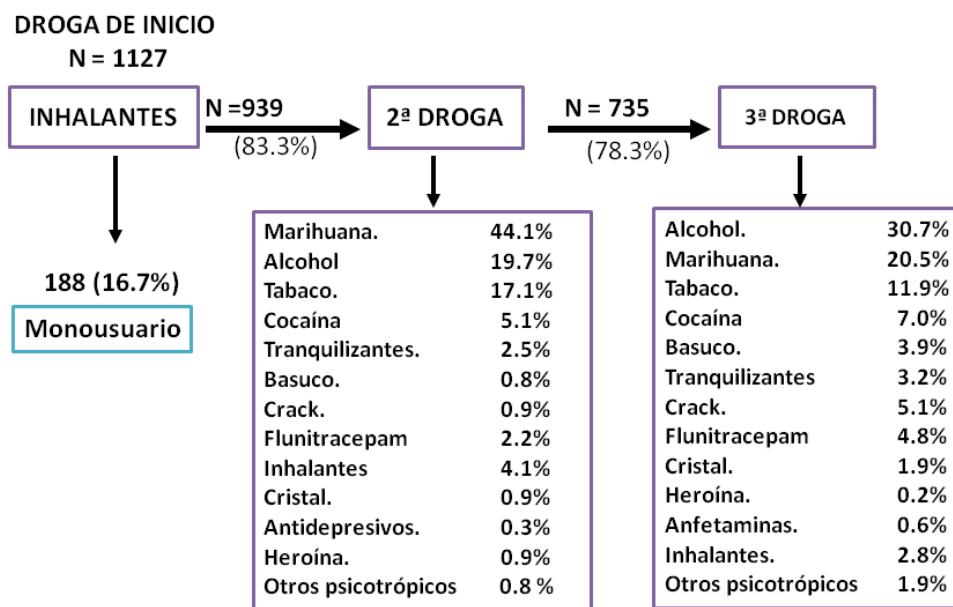 DROGA DE INICIO
N = 1127
INHALANTES
N =939
(83.3%)
2ª DROGA
N = 735
(78.3%)
3ª DROGA
188 (16.7%)
Monousuario
Marihuana. 44.1%
Alcohol 19.7%
Tabaco. 17.1%
Cocaína 5.1%
Tranquilizantes. 2.5%
Basuco. 0.8%
Crack. 0.9%
Flunitracepam 2.2%
Inhalantes 4.1%
Cristal. 0.9%
Antidepresivos. 0.3%
Heroína. 0.9%
Otros psicotrópicos 0.8 %
Alcohol. 30.7%
Marihuana. 20.5%
Tabaco. 11.9%
Cocaína 7.0%
Basuco. 3.9%
Tranquilizantes 3.2%
Crack. 5.1%
Flunitracepam 4.8%
Cristal. 1.9%
Heroína. 0.2%
Anfetaminas. 0.6%
Inhalantes. 2.8%
Otros psicotrópicos 1.9%